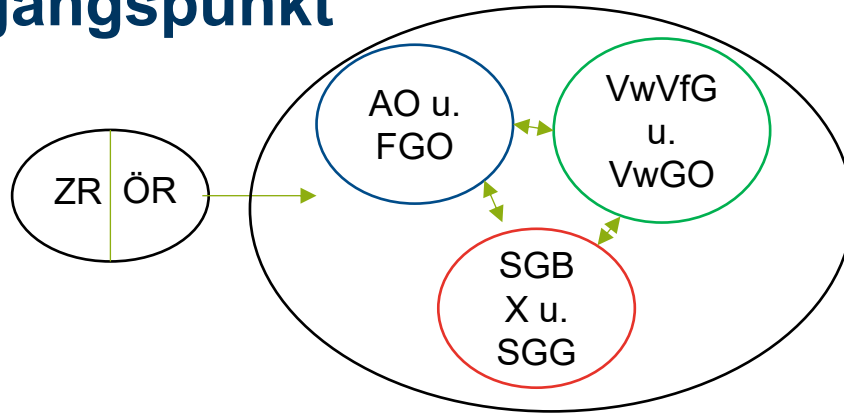 gangspunkt
ZR ÖR
AO u.
FGO
VwVfG
u.
VwGO
SGB
X u.
SGG